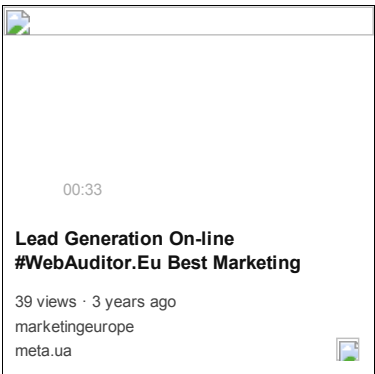 00:33
Lead Generation On-line
#WebAuditor.Eu Best Marketing
39 views · 3 years ago
marketingeurope
meta.ua